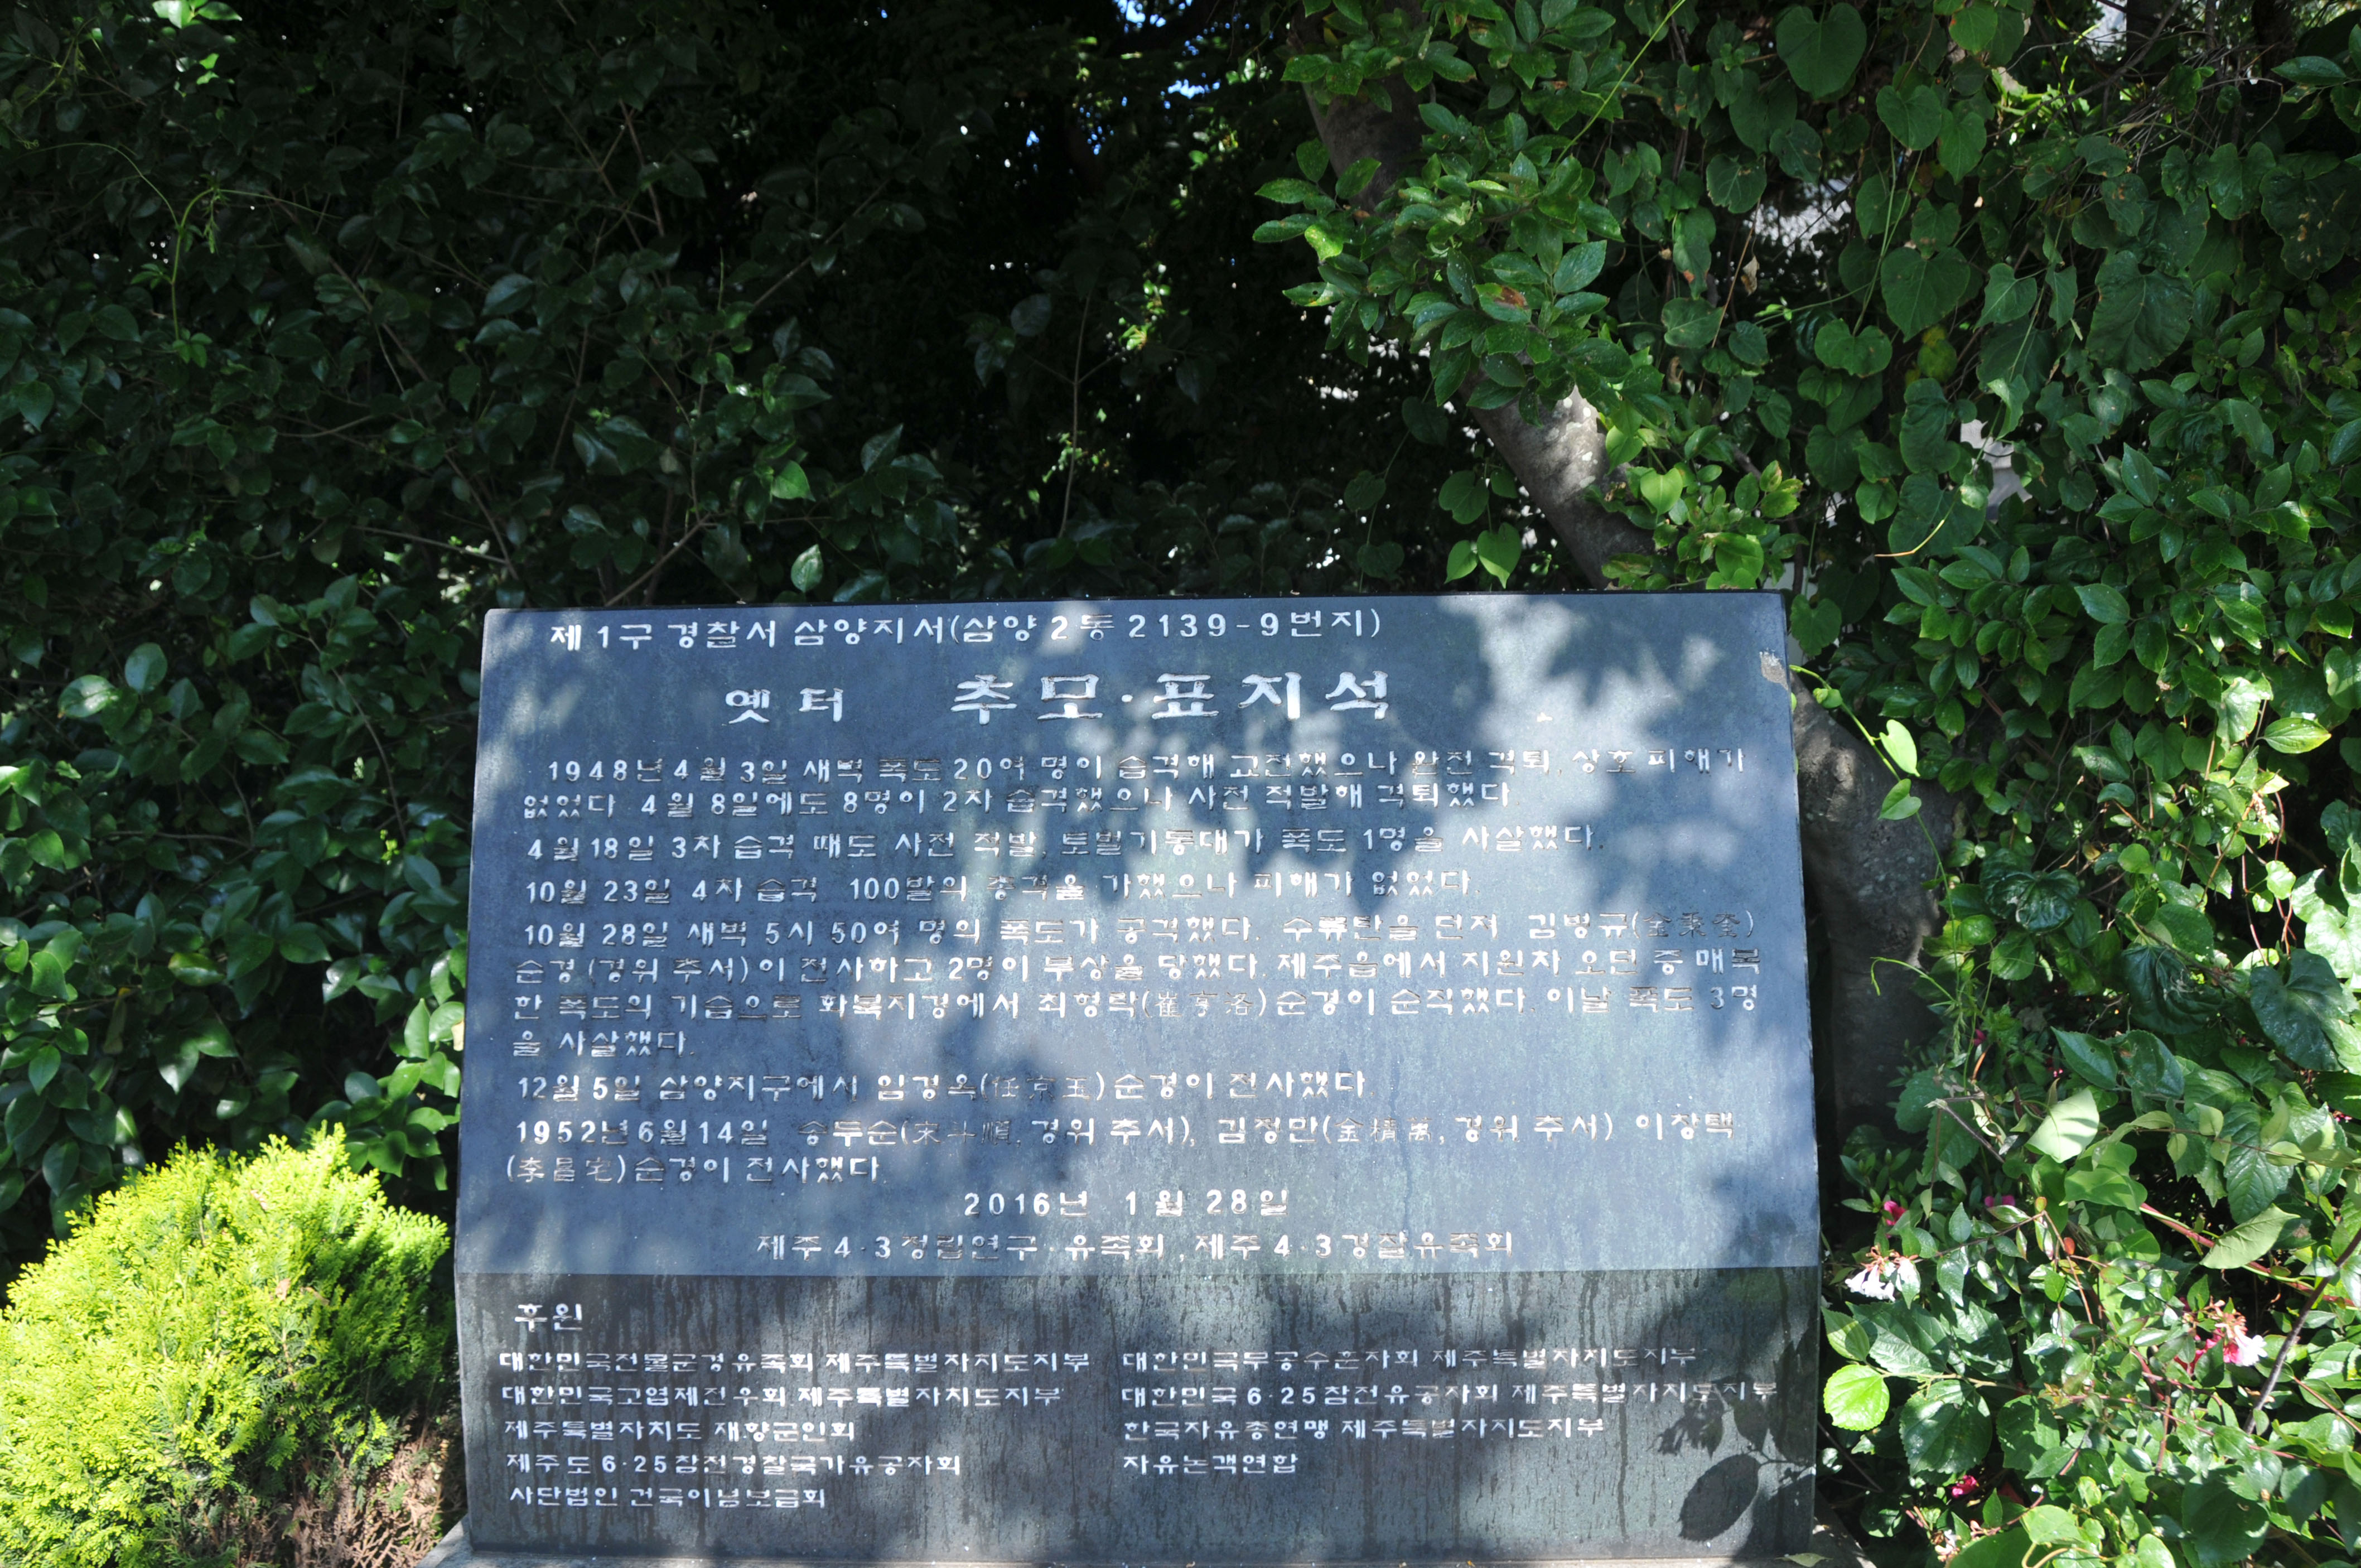 제1구 경찰서 삼양지서(삼양2동 2139-9번지)
옛터 추모·표지석
1948년 4월 3일 새벽 폭도 20여 명이 습격해 고전했으나 완전 격퇴. 상호 피해가
없었다. 4월 8일에도 8명이 2차 습격했으나 사전 적발해 격퇴했다.
4월 18일 3차 습격 때도 사전 적발, 토벌기동대가 폭도 1명을 사살했다.
10월 23일 4차 습격 100발의 총격을 가했으나 피해가 없었다.
10월 28일 새벽 5시 50여 명의 폭도가 공격했다. 수류탄을 던져 김병규(金秉奎)
순경(경위 추서)이 전사하고 2명이 부상을 당했다. 제주읍에서 지원차 오던 중 매복
한 폭도의 기습으로 화북지경에서 최형락(崔亨洛)순경이 순직했다. 이날 폭도 3명
을 사살했다.
12월 5일 삼양지구에서 임경옥(任京玉)순경이 전사했다
1952년 6월 14일 송두순(宋斗順, 경위 추서), 김정만(金精萬, 경위 추서) 이창택
(李昌宅)순경이 전사했다.
2016년 1월 28일
제주4·3정립연구·유족회, 제주4·3경찰유족회
후원
대한민국전몰군경유족회 제주특별자치도지부 대한민국무공수훈자회 제주특별자치도지부
대한민국고엽제전우회 제주특별자치도지부 대한민국6·25참전유공자회 제주특별자치도지부
제주특별자치도 재향군인회 한국자유총연맹 제주특별자치도지부
제주도6·25참전경찰국가유공자회 자유논객연합
사단법인 건국이념보급회